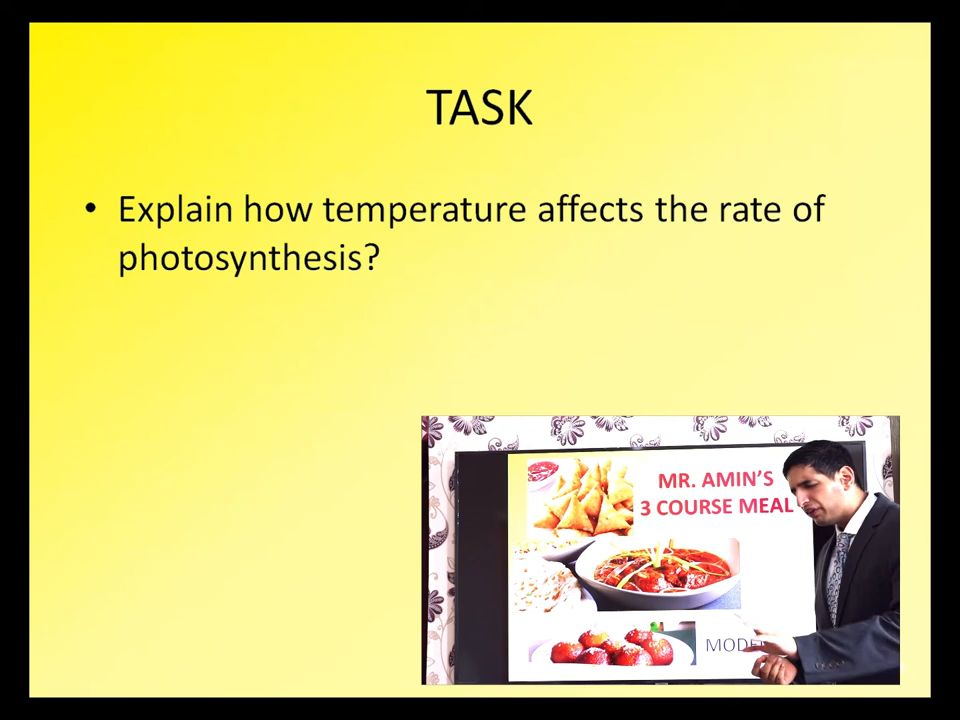 TASK
• Explain how temperature affects the rate of
photosynthesis?
MR. AMIN'S
3 COURSE MEAL